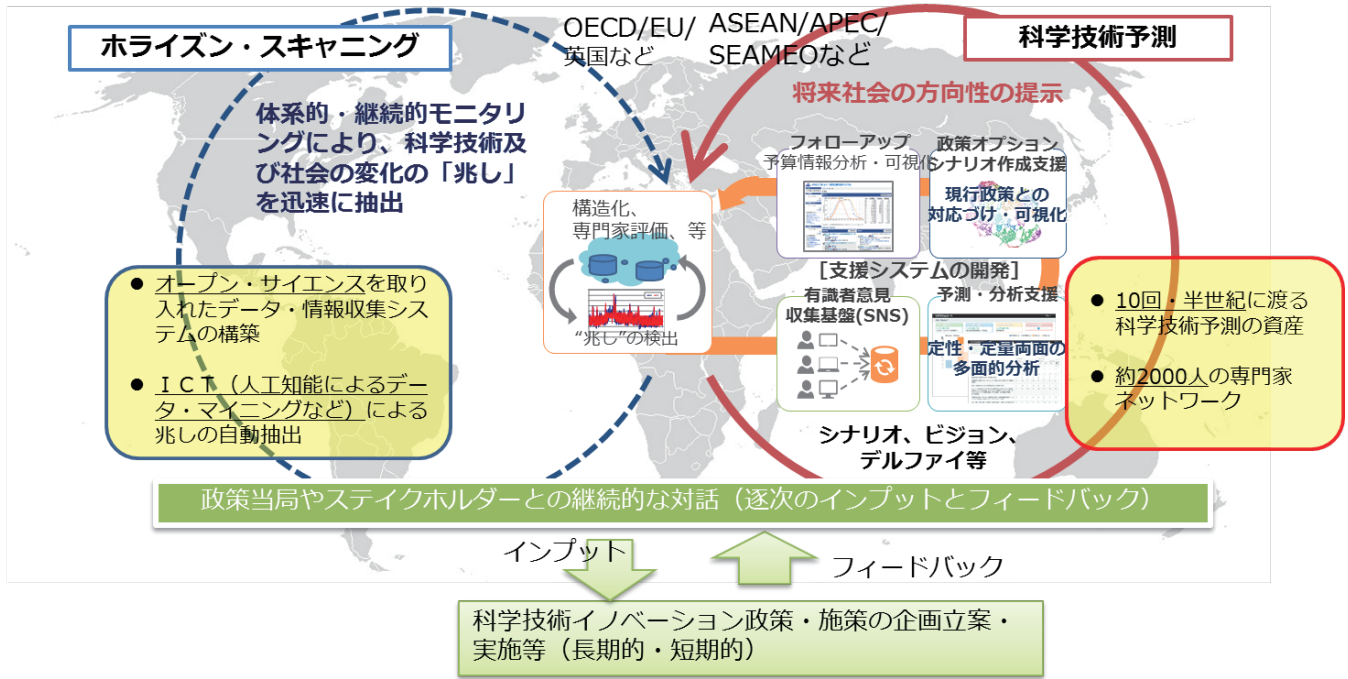 ホライズン・スキャニング
OECD/EU/
英国など
ASEAN/APEC/
SEAMEOなど
科学技術予測
体系的・継続的モニタリ
ングにより、科学技術及
び社会の変化の「兆し」
を迅速に抽出
将来社会の方向性の提示
フォローアップ
予算情報分析・可視化
政策オプション
シナリオ作成支援
現行政策との
対応づけ・可視化
構造化、
専門家評価、等
“兆し”の検出
[支援システムの開発]
有識者意見
収集基盤(SNS)
予測・分析支援
定性・定量両面の
多面的分析
● オープン・サイエンスを取り
入れたデータ・情報収集シス
テムの構築
● ＩＣＴ（人工知能によるデー
タ・マイニングなど）による
兆しの自動抽出
● 10回・半世紀に渡る
科学技術予測の資産
● 約2000人の専門家
ネットワーク
シナリオ、ビジョン、
デルファイ等
政策当局やステイクホルダーとの継続的な対話（逐次のインプットとフィードバック）
インプット
フィードバック
科学技術イノベーション政策・施策の企画立案・
実施等（長期的・短期的）